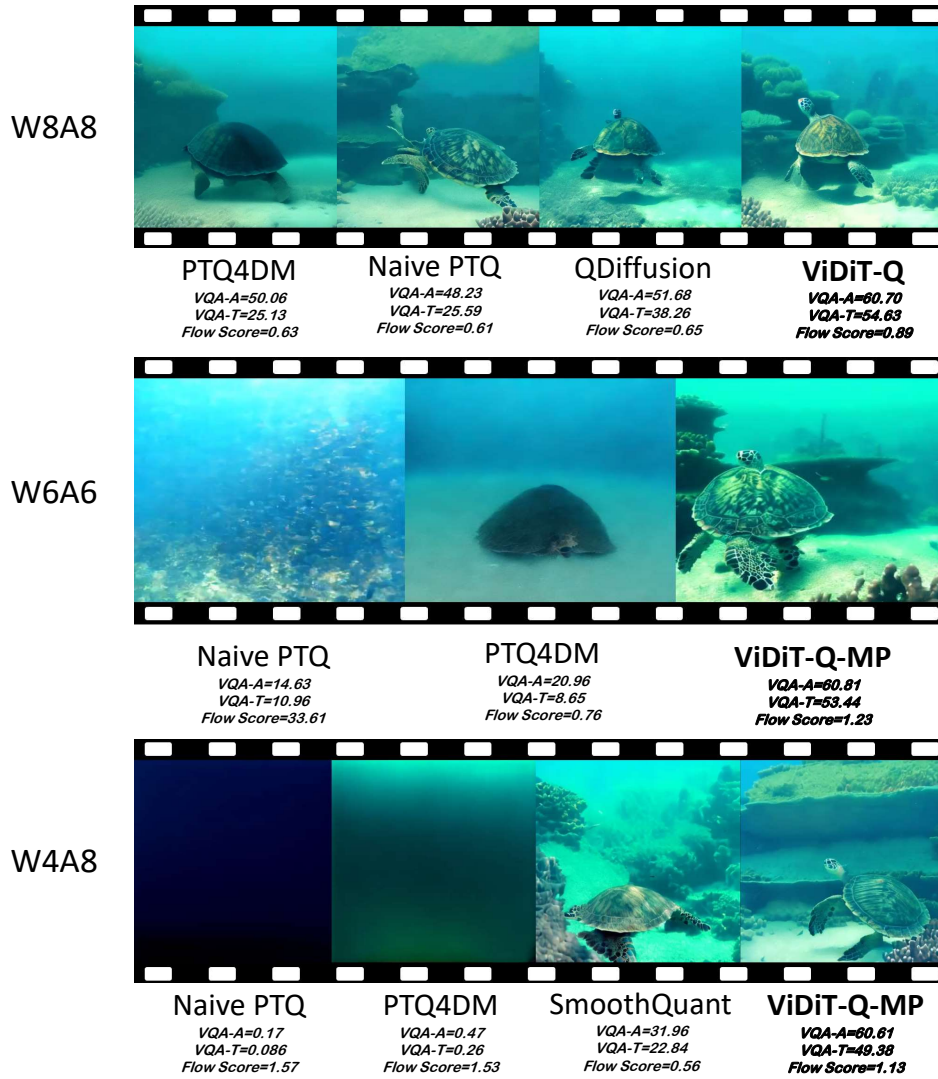 W8A8
PTQ4DM
VQA-A=50.06
VQA-T=25.13
Flow Score=0.63
Naive PTQ
VQA-A=48.23
VQA-T=25.59
Flow Score=0.61
QDiffusion
VQA-A=51.68
VQA-T=38.26
Flow Score=0.65
ViDiT-Q
VQA-A=60.70
VQA-T=54.63
Flow Score=0.89
W6A6
Naive PTQ
VQA-A=14.63
VQA-T=10.96
Flow Score=33.61
PTQ4DM
VQA-A=20.96
VQA-T=8.65
Flow Score=0.76
ViDiT-Q-MP
VQA-A=60.81
VQA-T=53.44
Flow Score=1.23
W4A8
Naive PTQ
VQA-A=0.17
VQA-T=0.086
Flow Score=1.57
PTQ4DM
VQA-A=0.47
VQA-T=0.26
Flow Score=1.53
SmoothQuant
VQA-A=31.96
VQA-T=22.84
Flow Score=0.56
ViDiT-Q-MP
VQA-A=60.61
VQA-T=49.38
Flow Score=1.13